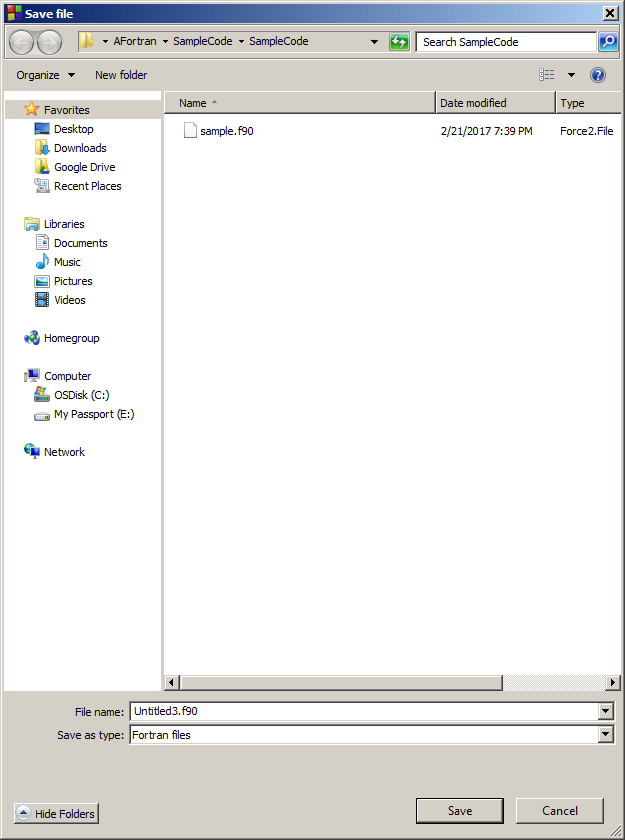 Save file
AFortran SampleCode SampleCode Search SampleCode
Organize New folder
Name Date modified Type
Favorites
sample.f90 2/21/2017 7:39 PM Force2.File
Desktop
Downloads
Google Drive
Recent Places
Libraries
Documents
Music
Pictures
Videos
Homegroup
Computer
OSDisk (C:)
My Passport (E:)
Network
File name: Untitled3.f90
Save as type: Fortran files
Hide Folders Save Cancel